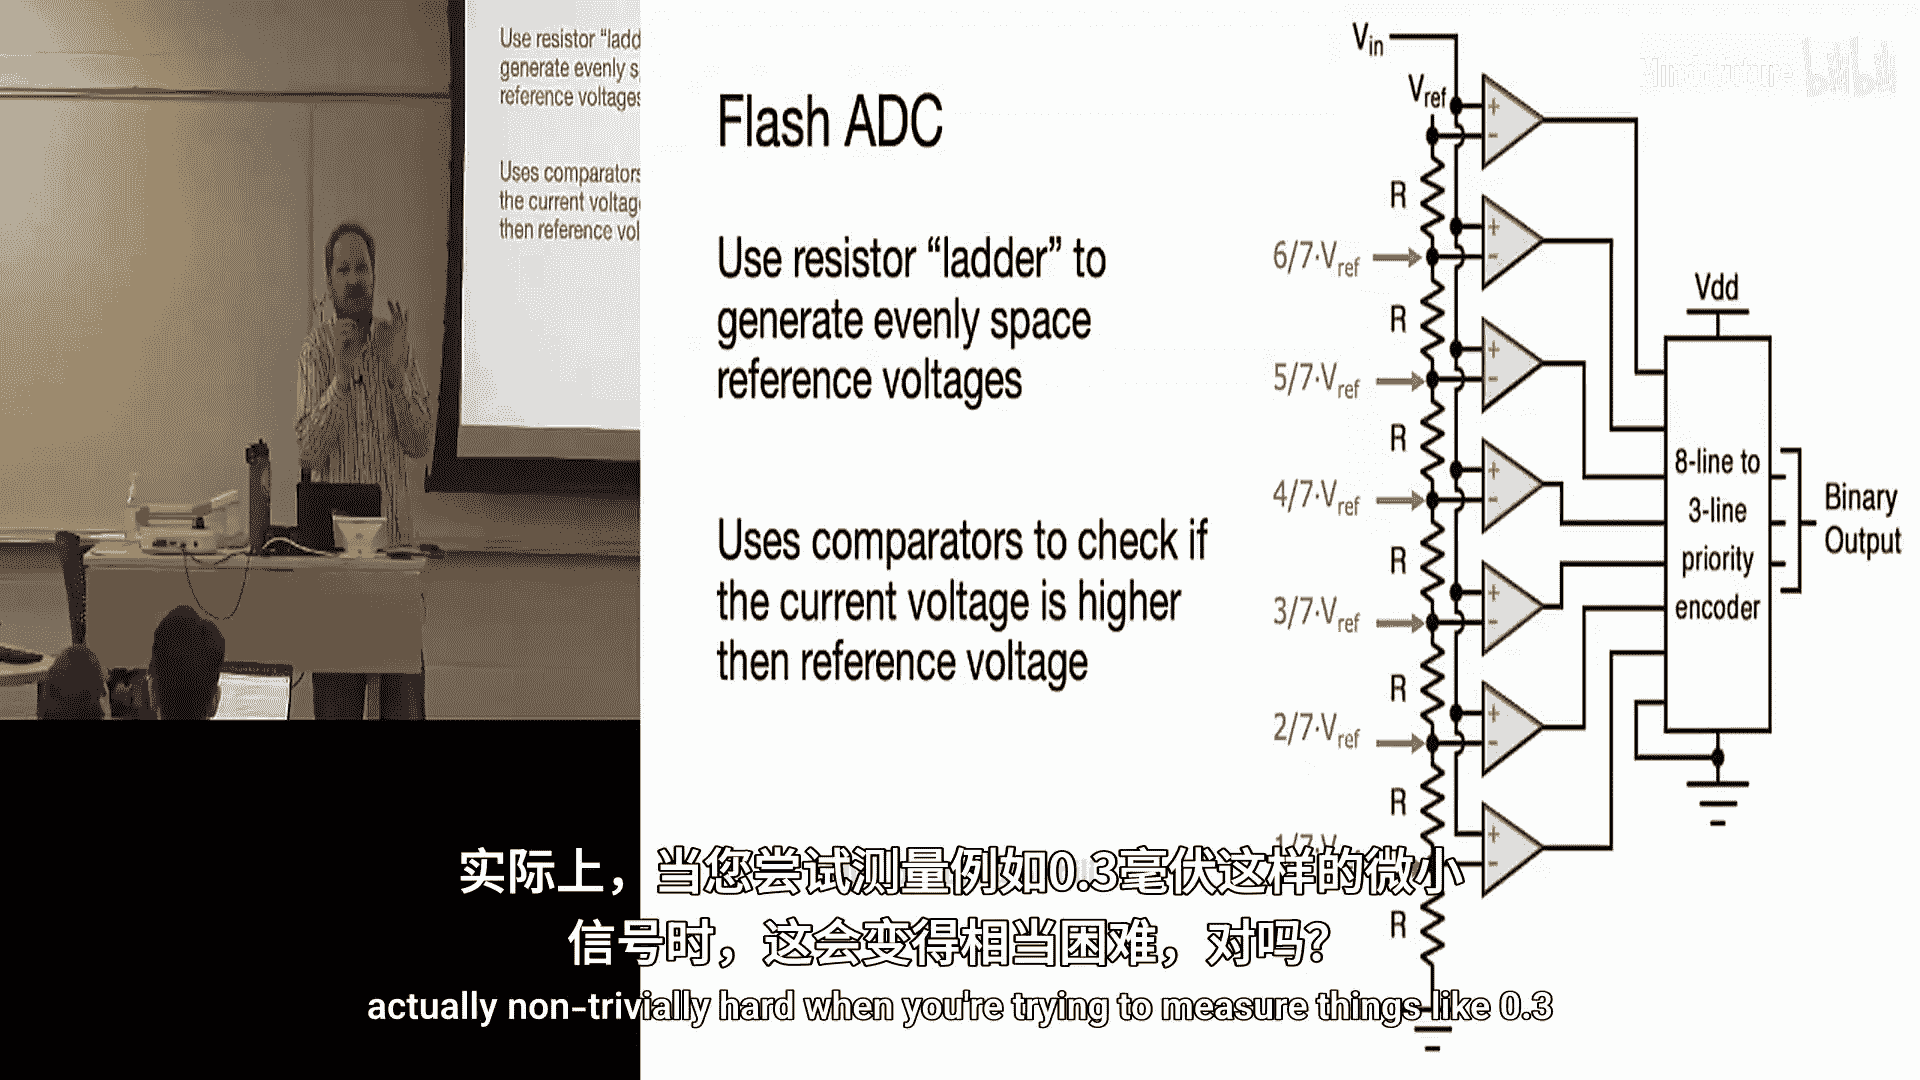 Use resistor “ladd
generate evenly s
reference voltages
Uses comparators
the current voltag
then reference vol
Flash ADC
Use resistor “ladder” to
generate evenly space
reference voltages
Uses comparators to check if
the current voltage is higher
then reference voltage
Vin
Vref
+
-
R
+
6/7·Vref
-
R
+
5/7·Vref
-
R
+
4/7·Vref
-
R
+
3/7·Vref
-
R
+
2/7·Vref
-
R
+
-
R
Vdd
8-line to
3-line
priority
encoder
Binary
Output
bilibili
实际上，当您尝试测量例如0.3毫伏这样的微小
信号时，这会变得相当困难，对吗？
actually non-trivially hard when you're trying to measure things like 0.3